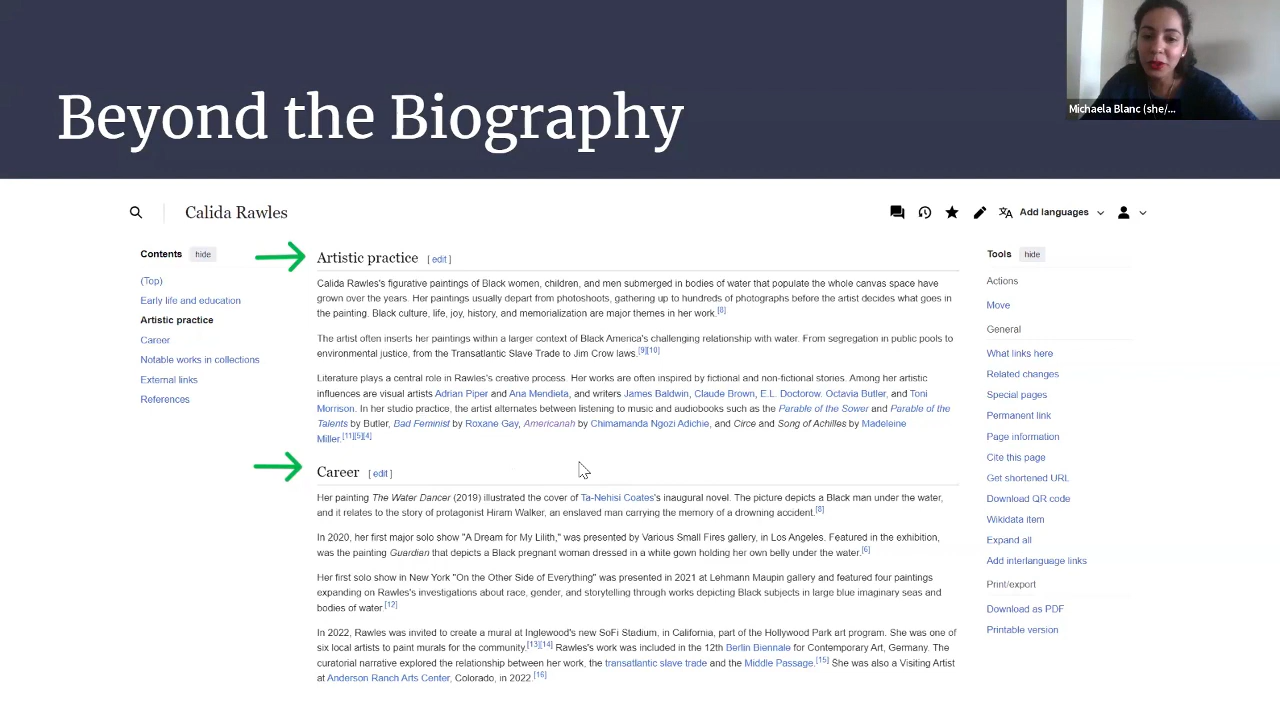 Beyond the Biography
Michaela Blanc (she/...
Calida Rawles
Add languages
Contents
hide
(Top)
Early life and education
Artistic practice
Career
Notable works in collections
External links
References
Artistic practice [ edit ]
Calida Rawles's figurative paintings of Black women, children, and men submerged in bodies of water that populate the whole canvas space have
grown over the years. Her paintings usually depart from photoshoots, gathering up to hundreds of photographs before the artist decides what goes in
the painting. Black culture, life, joy, history, and memorialization are major themes in her work.[8]
The artist often inserts her paintings within a larger context of Black America's challenging relationship with water. From segregation in public pools to
environmental justice, from the Transatlantic Slave Trade to Jim Crow laws.[9][10]
Literature plays a central role in Rawles's creative process. Her works are often inspired by fictional and non-fictional stories. Among her artistic
influences are visual artists Adrian Piper and Ana Mendieta, and writers James Baldwin, Claude Brown, E.L. Doctorow. Octavia Butler, and Toni
Morrison. In her studio practice, the artist alternates between listening to music and audiobooks such as the Parable of the Sower and Parable of the
Talents by Butler, Bad Feminist by Roxane Gay, Americanah by Chimamanda Ngozi Adichie, and Circe and Song of Achilles by Madeleine
Miller.[11][5][4]
Career [ edit ]
Her painting The Water Dancer (2019) illustrated the cover of Ta-Nehisi Coates's inaugural novel. The picture depicts a Black man under the water,
and it relates to the story of protagonist Hiram Walker, an enslaved man carrying the memory of a drowning accident.[8]
In 2020, her first major solo show "A Dream for My Lilith," was presented by Various Small Fires gallery, in Los Angeles. Featured in the exhibition,
was the painting Guardian that depicts a Black pregnant woman dressed in a white gown holding her own belly under the water.[6]
Her first solo show in New York "On the Other Side of Everything" was presented in 2021 at Lehmann Maupin gallery and featured four paintings
expanding on Rawles's investigations about race, gender, and storytelling through works depicting Black subjects in large blue imaginary seas and
bodies of water.[12]
In 2022, Rawles was invited to create a mural at Inglewood's new SoFi Stadium, in California, part of the Hollywood Park art program. She was one of
six local artists to paint murals for the community.[13][14] Rawles's work was included in the 12th Berlin Biennale for Contemporary Art, Germany. The
curatorial narrative explored the relationship between her work, the transatlantic slave trade and the Middle Passage.[15] She was also a Visiting Artist
at Anderson Ranch Arts Center, Colorado, in 2022.[16]
Tools
hide
Actions
Move
General
What links here
Related changes
Special pages
Permanent link
Page information
Cite this page
Get shortened URL
Download QR code
Wikidata item
Expand all
Add interlanguage links
Print/export
Download as PDF
Printable version